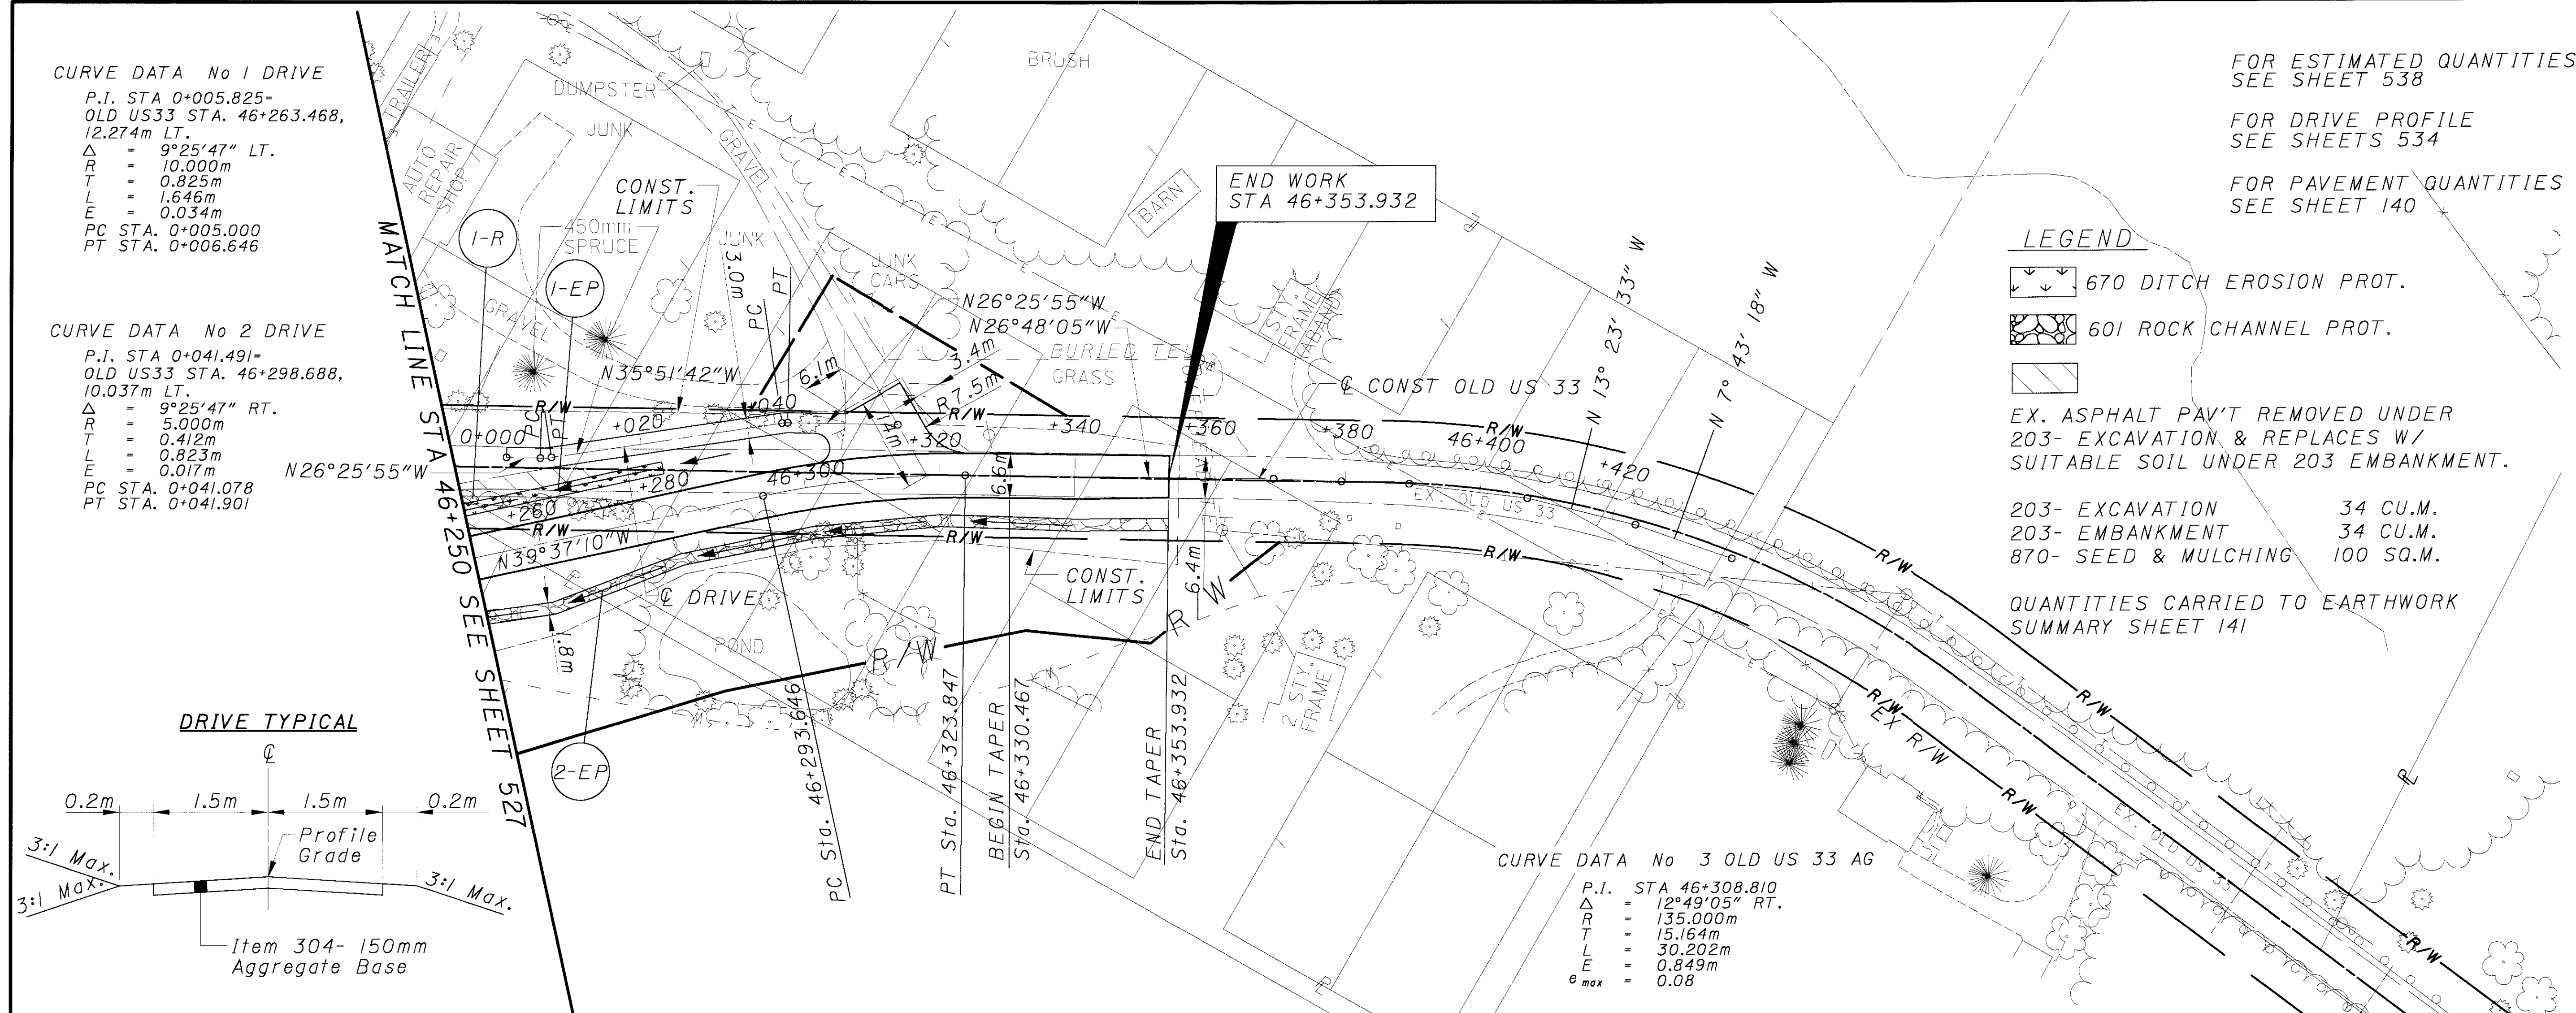 CURVE DATA No 1 DRIVE
P.I. STA 0+005.825=
OLD US33 STA. 46+263.468,
12.274m LT.
Δ = 9°25'47" LT.
R = 10.000m
T = 0.825m
L = 1.646m
E = 0.034m
PC STA. 0+005.000
PT STA. 0+006.646
CURVE DATA No 2 DRIVE
P.I. STA 0+041.491=
OLD US33 STA. 46+298.688,
10.037m LT.
Δ = 9°25'47" RT.
R = 5.000m
T = 0.412m
L = 0.823m
E = 0.017m
PC STA. 0+041.078
PT STA. 0+041.901
DRIVE TYPICAL
℄
0.2m
1.5m
1.5m
0.2m
Profile
Grade
3:1 Max.
3:1 Max.
3:1 Max.
Item 304- 150mm
Aggregate Base
MATCH LINE STA 46+250 SEE SHEET 527
TRAILER
AUTO
REPAIR
SHOP
DUMPSTER
JUNK
GRAVEL
BRUSH
BARN
CONST.
LIMITS
1-R
450mm
SPRUCE
1-EP
JUNK
3.0m
PC
PT
JUNK
CARS
GRAVEL
N26°25'55"W
N26°48'05"W
3.4m
BURIED TEL
GRASS
R7.5m
6.1m
N35°51'42"W
14m
R/W
R/W
R/W
PC
PT
0+000
+020
+040
N26°25'55"W
+260
+280
46+300
+320
+340
+360
+380
46+400
+420
6.6m
6.4m
R/W
N39°37'10"W
R/W
R/W
END WORK
STA 46+353.932
STY.
FRAME
(ABAND)
℄ CONST OLD US 33
N 13° 23' 33" W
N 7° 43' 18" W
EX. OLD US 33
℄ DRIVE
1.8m
POND
2-EP
CONST.
LIMITS
R/W
R/W
2 STY.
FRAME
PC Sta. 46+293.646
PT Sta. 46+323.847
BEGIN TAPER
Sta. 46+330.467
END TAPER
Sta. 46+353.932
R/W
R/W
R/W
EX R/W
R/W
R/W
EX. OLD US 33
CURVE DATA No 3 OLD US 33 AG
P.I. STA 46+308.810
Δ = 12°49'05" RT.
R = 135.000m
T = 15.164m
L = 30.202m
E = 0.849m
e max = 0.08
FOR ESTIMATED QUANTITIES
SEE SHEET 538
FOR DRIVE PROFILE
SEE SHEETS 534
FOR PAVEMENT QUANTITIES
SEE SHEET 140
LEGEND
670 DITCH EROSION PROT.
601 ROCK CHANNEL PROT.
EX. ASPHALT PAV'T REMOVED UNDER
203- EXCAVATION & REPLACES W/
SUITABLE SOIL UNDER 203 EMBANKMENT.
203- EXCAVATION 34 CU.M.
203- EMBANKMENT 34 CU.M.
870- SEED & MULCHING 100 SQ.M.
QUANTITIES CARRIED TO EARTHWORK
SUMMARY SHEET 141